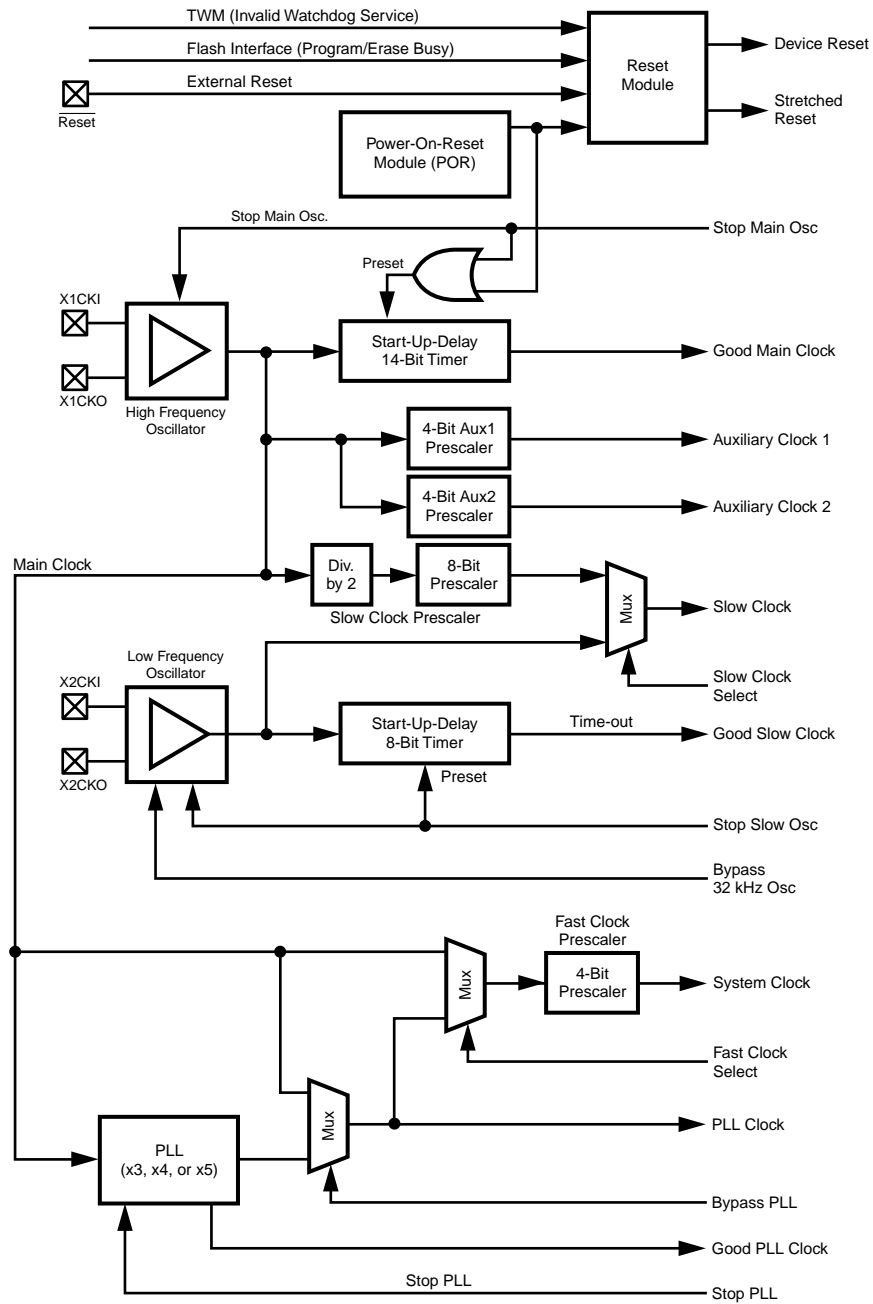 TWM (Invalid Watchdog Service)
Flash Interface (Program/Erase Busy)
External Reset
Reset
Reset
Module
Device Reset
Stretched
Reset
Power-On-Reset
Module (POR)
Stop Main Osc.
Stop Main Osc
Preset
X1CKI
X1CKO
High Frequency
Oscillator
Start-Up-Delay
14-Bit Timer
Good Main Clock
4-Bit Aux1
Prescaler
Auxiliary Clock 1
4-Bit Aux2
Prescaler
Auxiliary Clock 2
Main Clock
Div.
by 2
8-Bit
Prescaler
Slow Clock Prescaler
Mux
Slow Clock
Slow Clock
Select
Low Frequency
Oscillator
X2CKI
X2CKO
Start-Up-Delay
8-Bit Timer
Time-out
Good Slow Clock
Preset
Stop Slow Osc
Bypass
32 kHz Osc
Fast Clock
Prescaler
Mux
4-Bit
Prescaler
System Clock
Fast Clock
Select
Mux
PLL Clock
PLL
(x3, x4, or x5)
Bypass PLL
Good PLL Clock
Stop PLL
Stop PLL